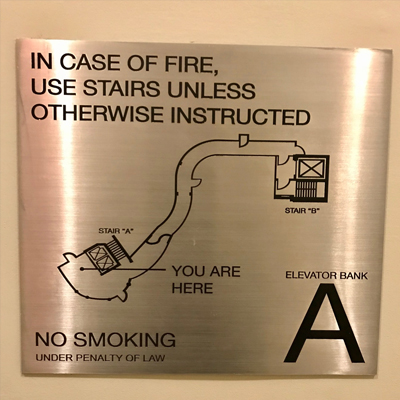 IN CASE OF FIRE,
USE STAIRS UNLESS
OTHERWISE INSTRUCTED
STAIR "B"
STAIR "A"
YOU ARE
HERE
ELEVATOR BANK
A
NO SMOKING
UNDER PENALTY OF LAW